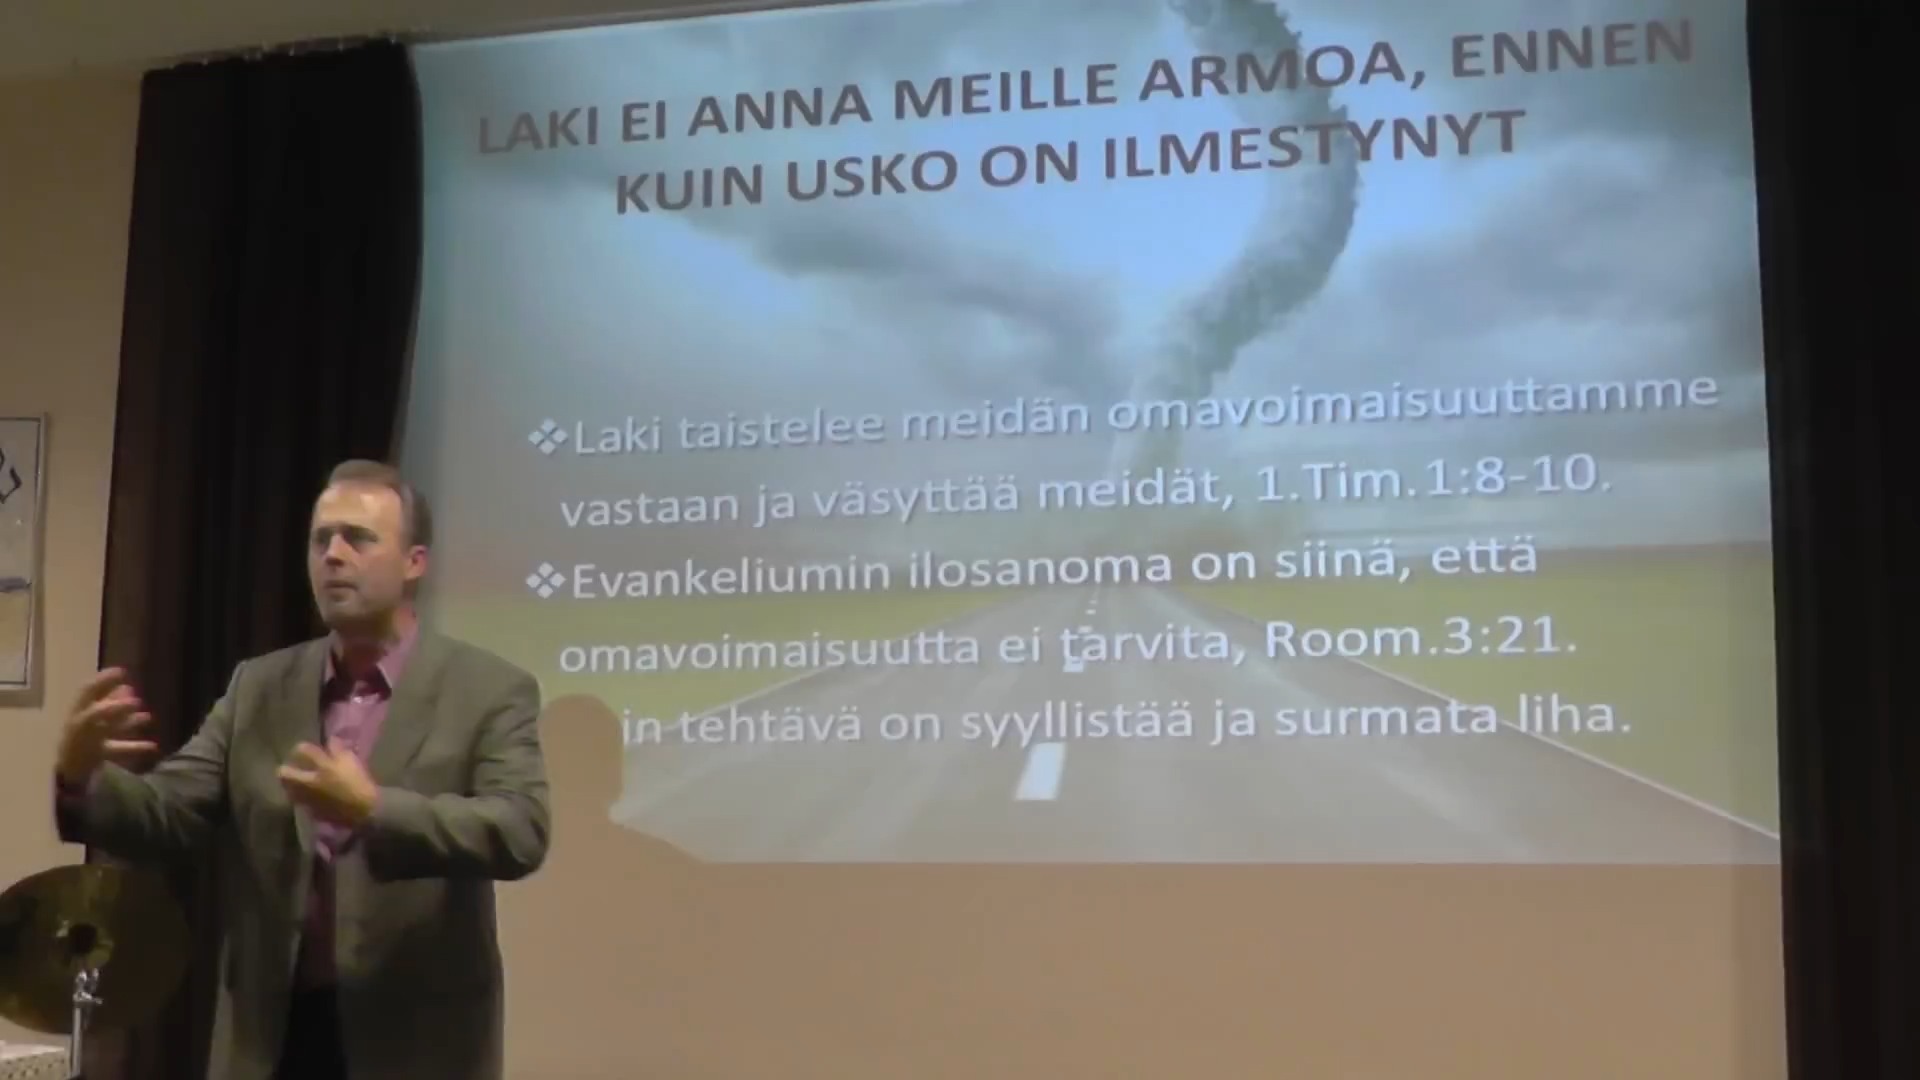 LAKI EI ANNA MEILLE ARMOA, ENNEN
KUIN USKO ON ILMESTYNYT
❖Laki taistelee meidän omavoimaisuuttamme
vastaan ja väsyttää meidät, 1.Tim.1:8-10.
❖Evankeliumin ilosanoma on siinä, että
omavoimaisuutta ei tarvita, Room.3:21.
tehtävä on syyllistää ja surmata liha.